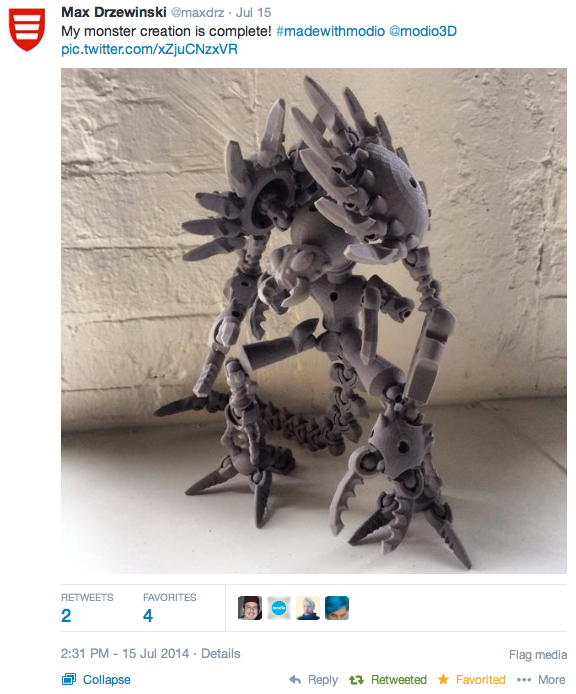 Max Drzewinski @maxdrz · Jul 15
My monster creation is complete! #madewithmodio @modio3D
pic.twitter.com/xZjuCNzxVR
RETWEETS FAVORITES
2 4
modio
2:31 PM - 15 Jul 2014 · Details
Flag media
Collapse
Reply Retweeted Favorited More